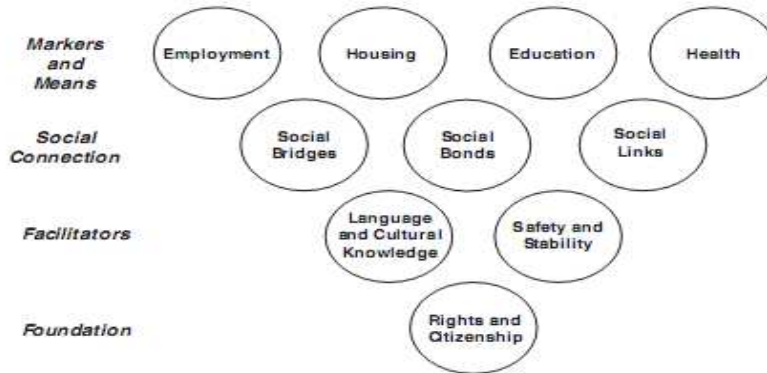 Markers
and
Means
Employment
Housing
Education
Health
Social
Connection
Social
Bridges
Social
Bonds
Social
Links
Facilitators
Language
and Cultural
Knowledge
Safety and
Stability
Foundation
Rights and
Citizenship